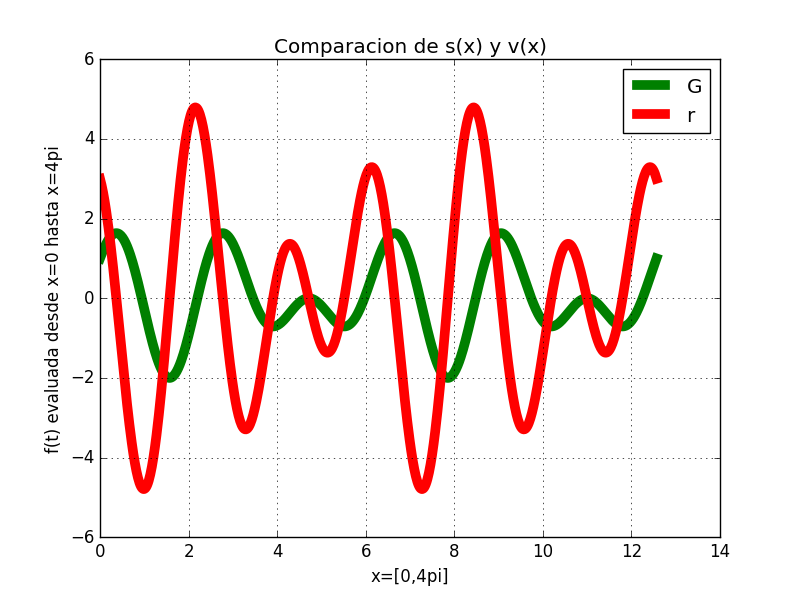 Comparacion de s(x) y v(x)
G
r
f(t) evaluada desde x=0 hasta x=4pi
6
4
2
0
−2
−4
−6
0 2 4 6 8 10 12 14
x=[0,4pi]